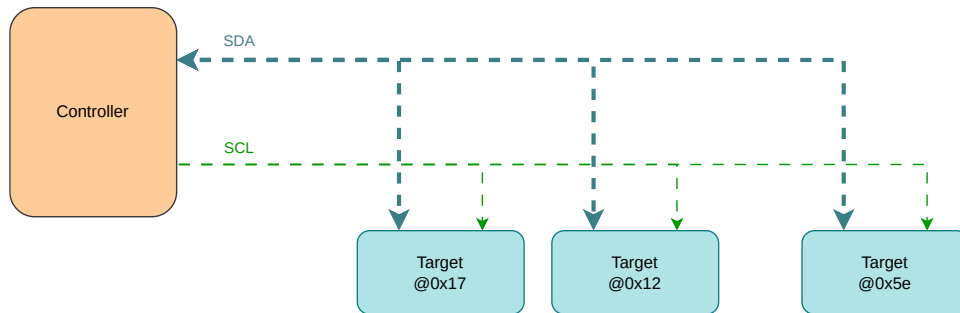 SDA
Controller
SCL
Target
@0x17
Target
@0x12
Target
@0x5e